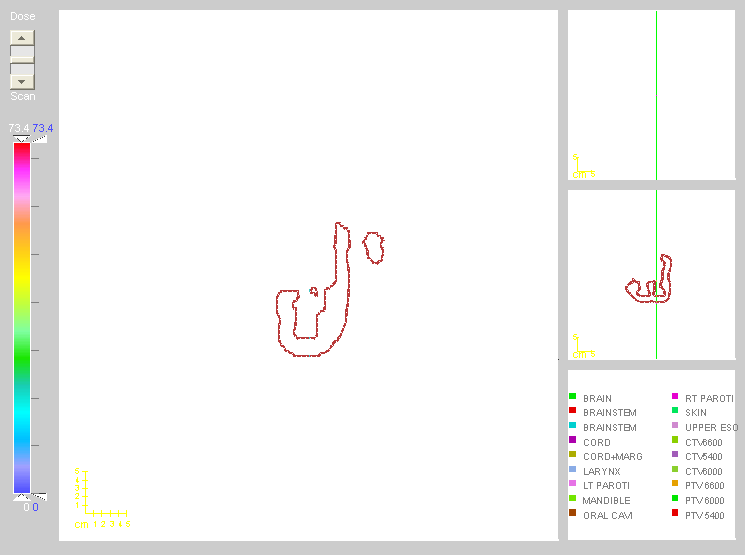 Dose
Scan
73.4 73.4
0 0
5
4
3
2
1
cm 1 2 3 4 5
5
cm 5
5
cm 5
BRAIN
BRAINSTEM
BRAINSTEM
CORD
CORD+MARG
LARYNX
LT PAROTI
MANDIBLE
ORAL CAVI
RT PAROTI
SKIN
UPPER ESO
CTV6600
CTV5400
CTV6000
PTV 6600
PTV 6000
PTV 5400